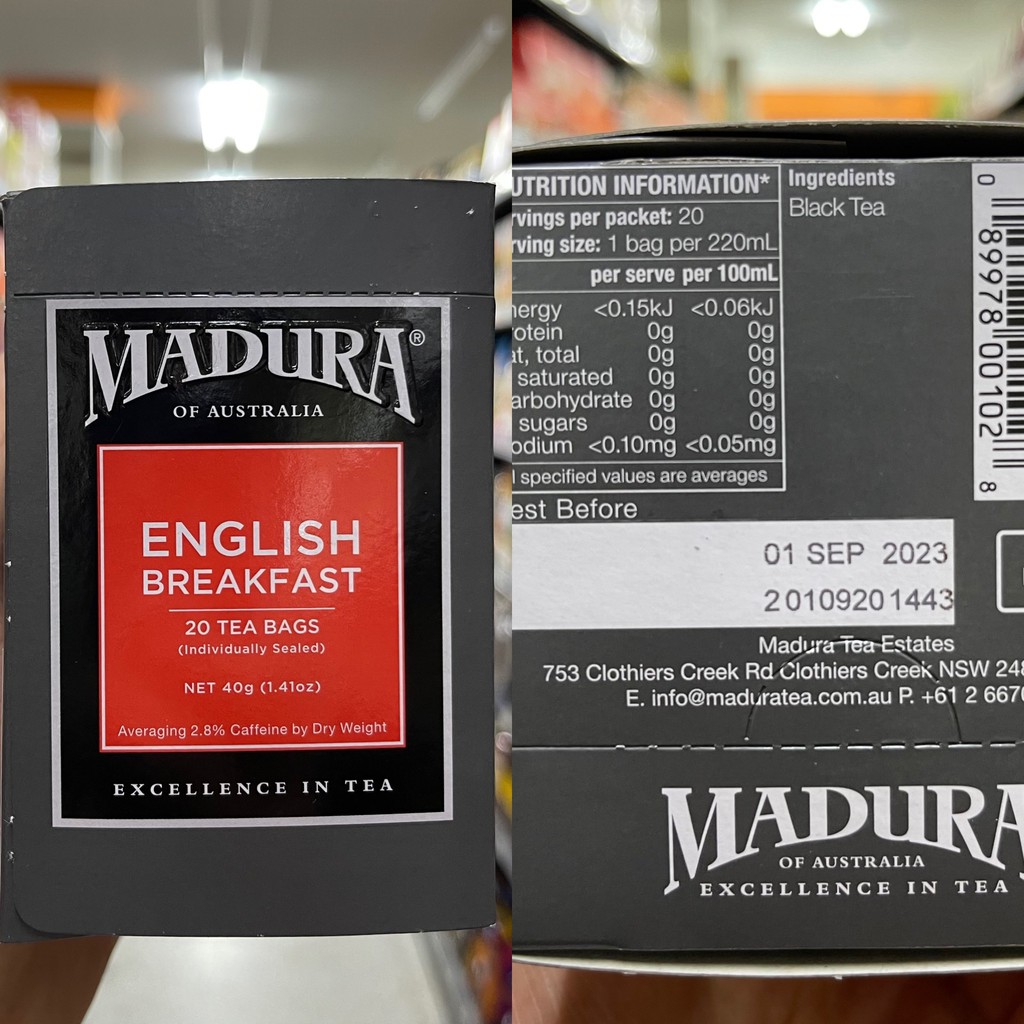 MADURA®
OF AUSTRALIA
ENGLISH
BREAKFAST
20 TEA BAGS
(Individually Sealed)
NET 40g (1.41oz)
Averaging 2.8% Caffeine by Dry Weight
EXCELLENCE IN TEA
UTRITION INFORMATION*
rvings per packet: 20
rving size: 1 bag per 220mL
per serve per 100mL
nergy <0.15kJ <0.06kJ
otein 0g 0g
at, total 0g 0g
saturated 0g 0g
arbohydrate 0g 0g
sugars 0g 0g
odium <0.10mg <0.05mg
l specified values are averages
Ingredients
Black Tea
0 89978 00102 8
est Before
01 SEP 2023
20109201443
Madura Tea Estates
753 Clothiers Creek Rd Clothiers Creek NSW 248
E. info@maduratea.com.au P. +61 2 6670
MADURA
OF AUSTRALIA
EXCELLENCE IN TEA